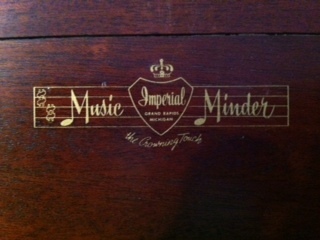 Music Imperial Minder
GRAND RAPIDS
MICHIGAN
the Crowning Touch